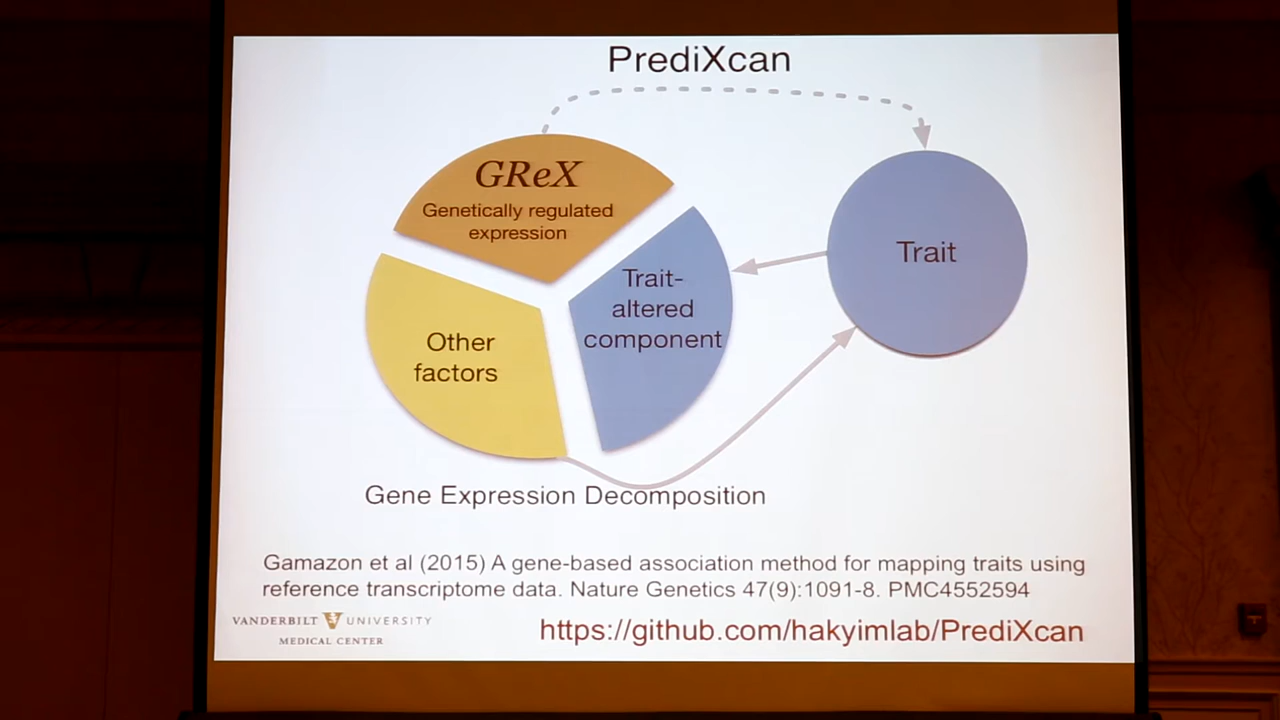 PrediXcan
GReX
Genetically regulated
expression
Trait-
altered
component
Trait
Other
factors
Gene Expression Decomposition
Gamazon et al (2015) A gene-based association method for mapping traits using
reference transcriptome data. Nature Genetics 47(9):1091-8. PMC4552594
VANDERBILT UNIVERSITY
MEDICAL CENTER
https://github.com/hakyimlab/PrediXcan